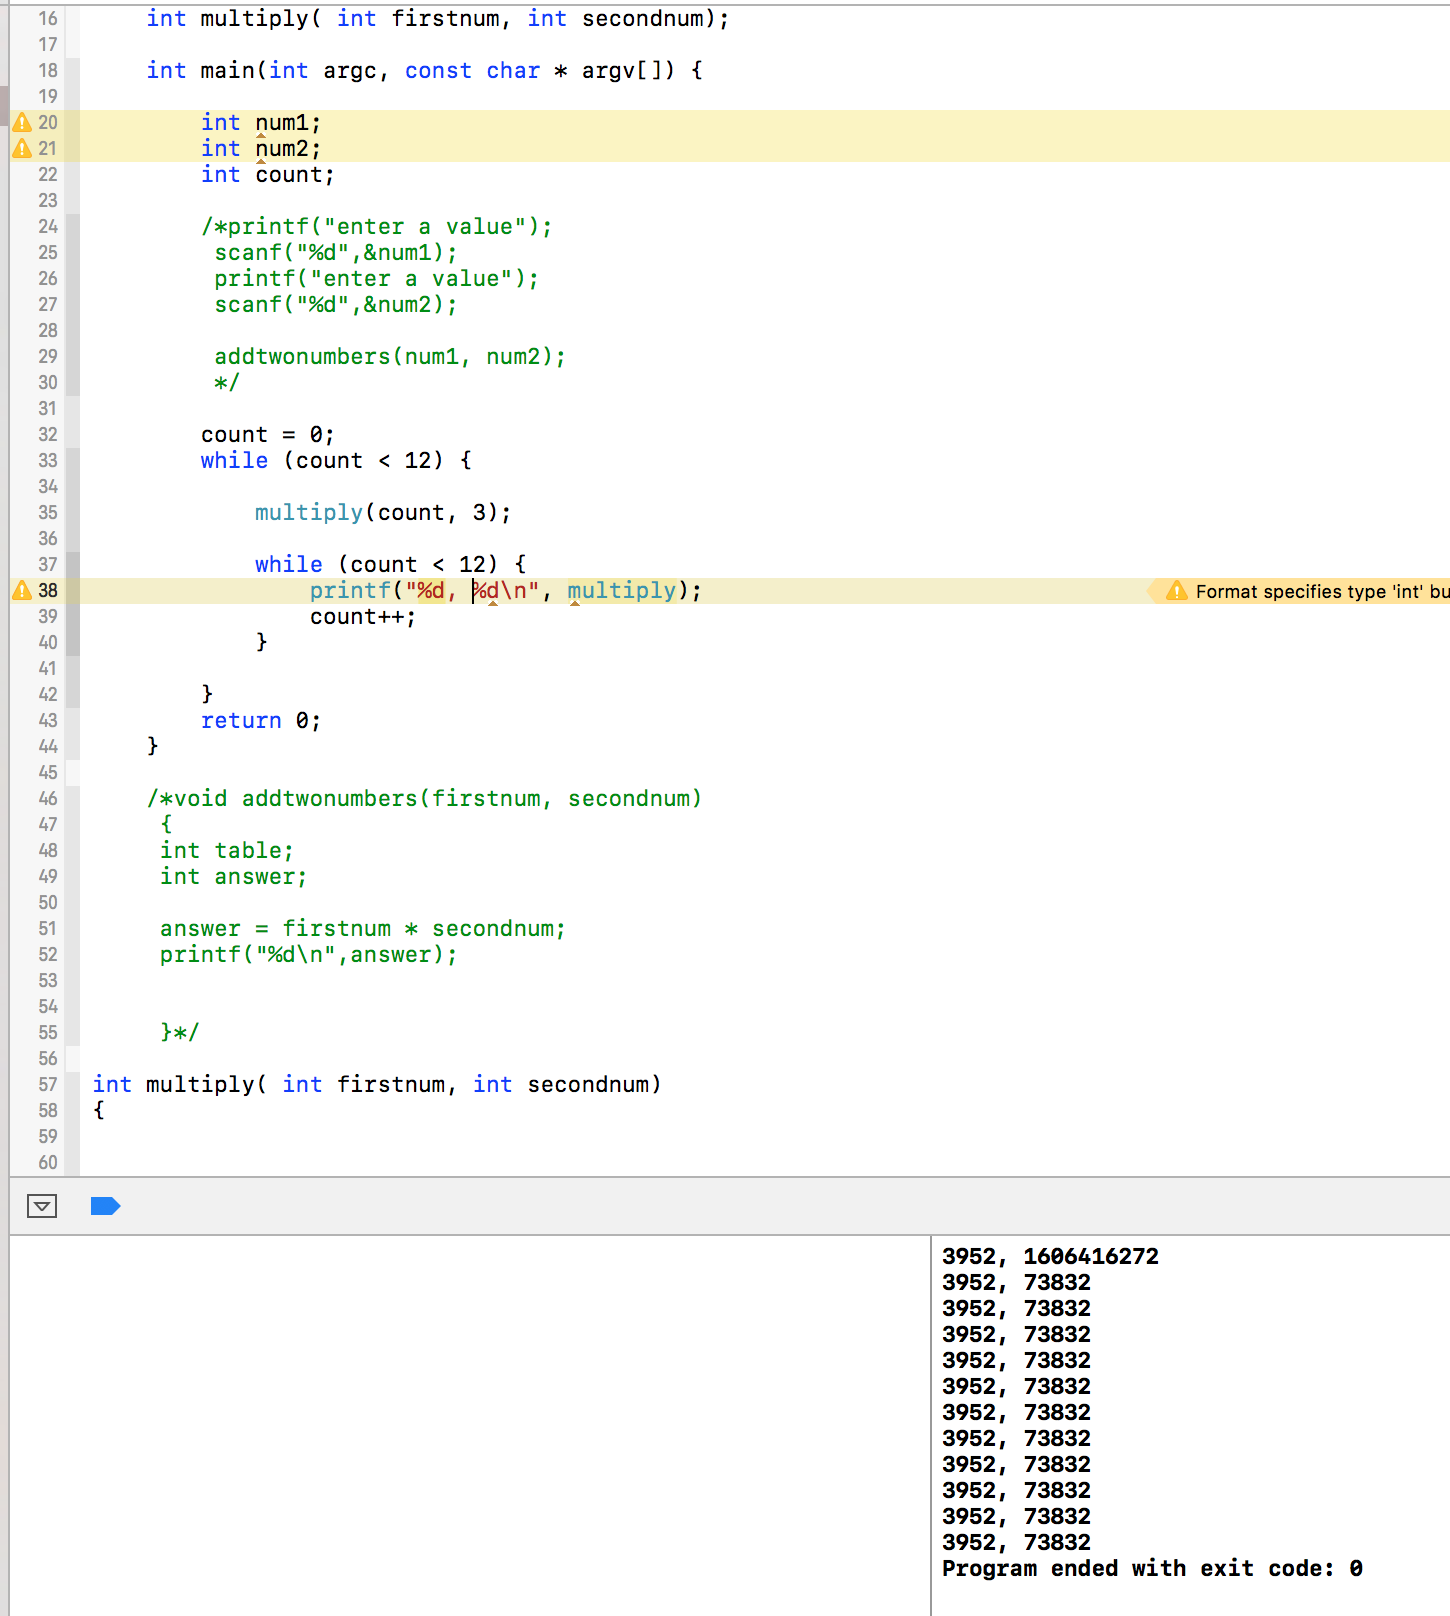 16 int multiply( int firstnum, int secondnum);
17
18 int main(int argc, const char * argv[]) {
19
20 int num1;
21 int num2;
22 int count;
23
24 /*printf("enter a value");
25 scanf("%d",&num1);
26 printf("enter a value");
27 scanf("%d",&num2);
28
29 addtwonumbers(num1, num2);
30 */
31
32 count = 0;
33 while (count < 12) {
34
35 multiply(count, 3);
36
37 while (count < 12) {
38 printf("%d, %d\n", multiply); Format specifies type 'int' bu
39 count++;
40 }
41
42 }
43 return 0;
44 }
45
46 /*void addtwonumbers(firstnum, secondnum)
47 {
48 int table;
49 int answer;
50
51 answer = firstnum * secondnum;
52 printf("%d\n",answer);
53
54
55 }*/
56
57 int multiply( int firstnum, int secondnum)
58 {
59
60
3952, 1606416272
3952, 73832
3952, 73832
3952, 73832
3952, 73832
3952, 73832
3952, 73832
3952, 73832
3952, 73832
3952, 73832
3952, 73832
3952, 73832
Program ended with exit code: 0